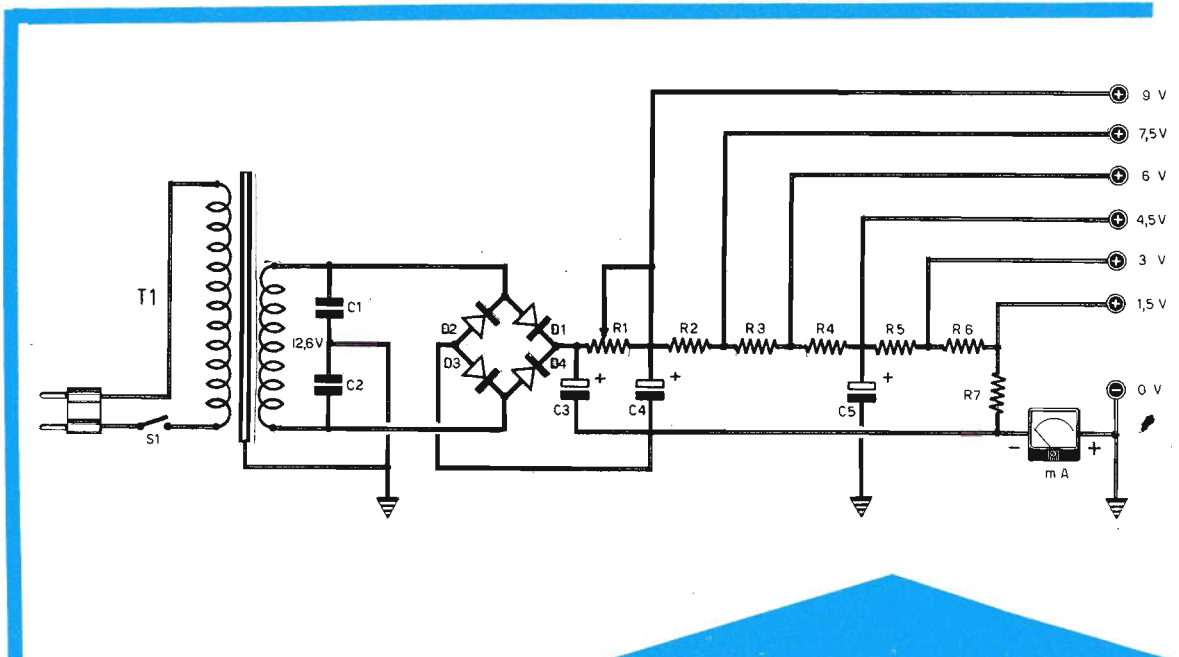 9 V
7,5 V
6 V
4,5 V
3 V
1,5 V
T1
C1
12,6V
C2
D2
D1
D3
D4
R1
R2
R3
R4
R5
R6
R7
+
C3
+
C4
+
C5
0 V
S1
-
+
mA